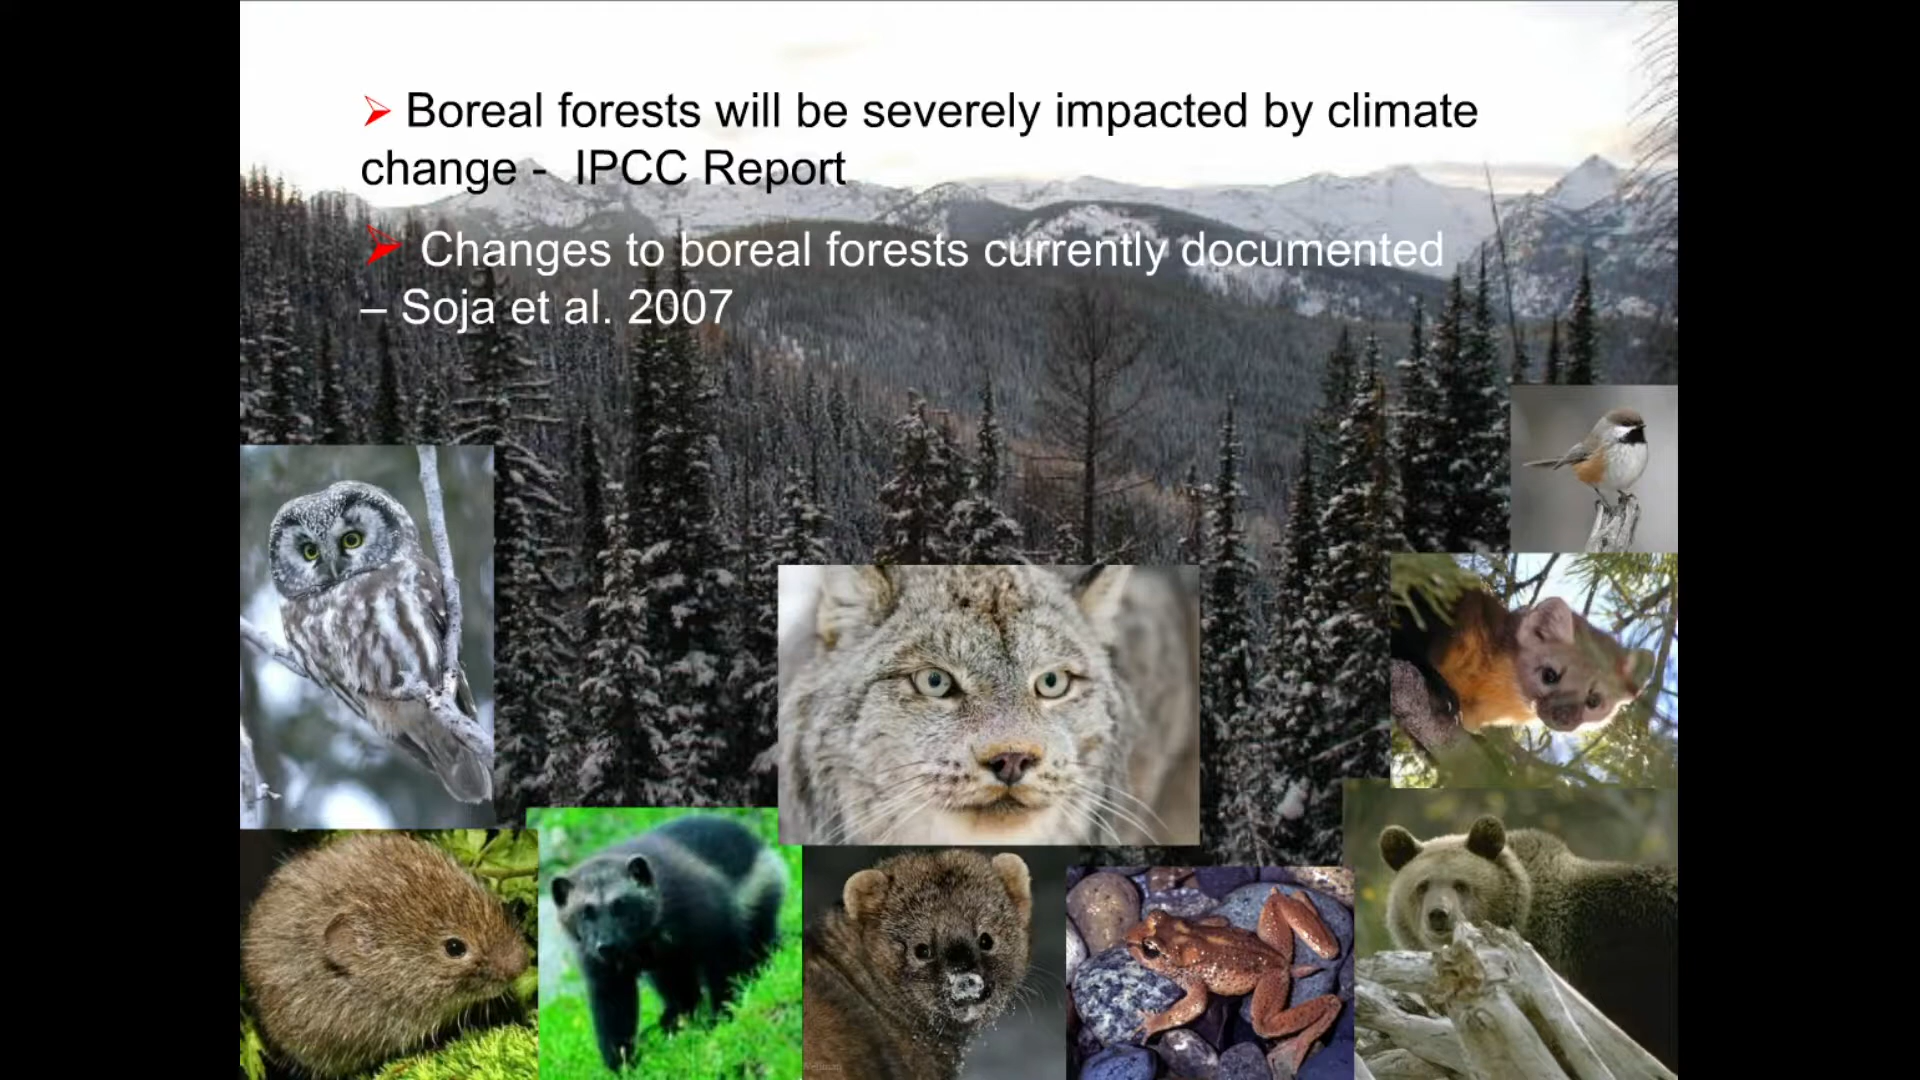 ➢ Boreal forests will be severely impacted by climate
change - IPCC Report
➢ Changes to boreal forests currently documented
– Soja et al. 2007